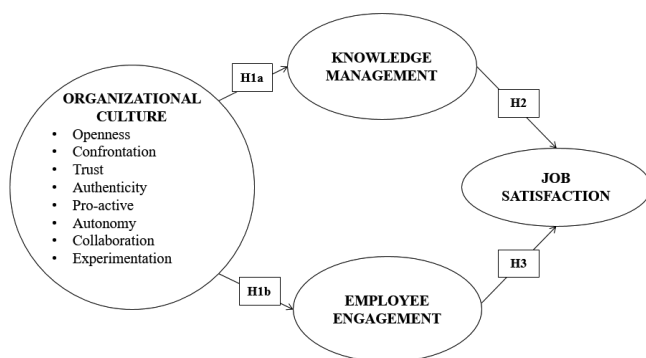 ORGANIZATIONAL
CULTURE
• Openness
• Confrontation
• Trust
• Authenticity
• Pro-active
• Autonomy
• Collaboration
• Experimentation
H1a
KNOWLEDGE
MANAGEMENT
H2
JOB
SATISFACTION
H1b
EMPLOYEE
ENGAGEMENT
H3